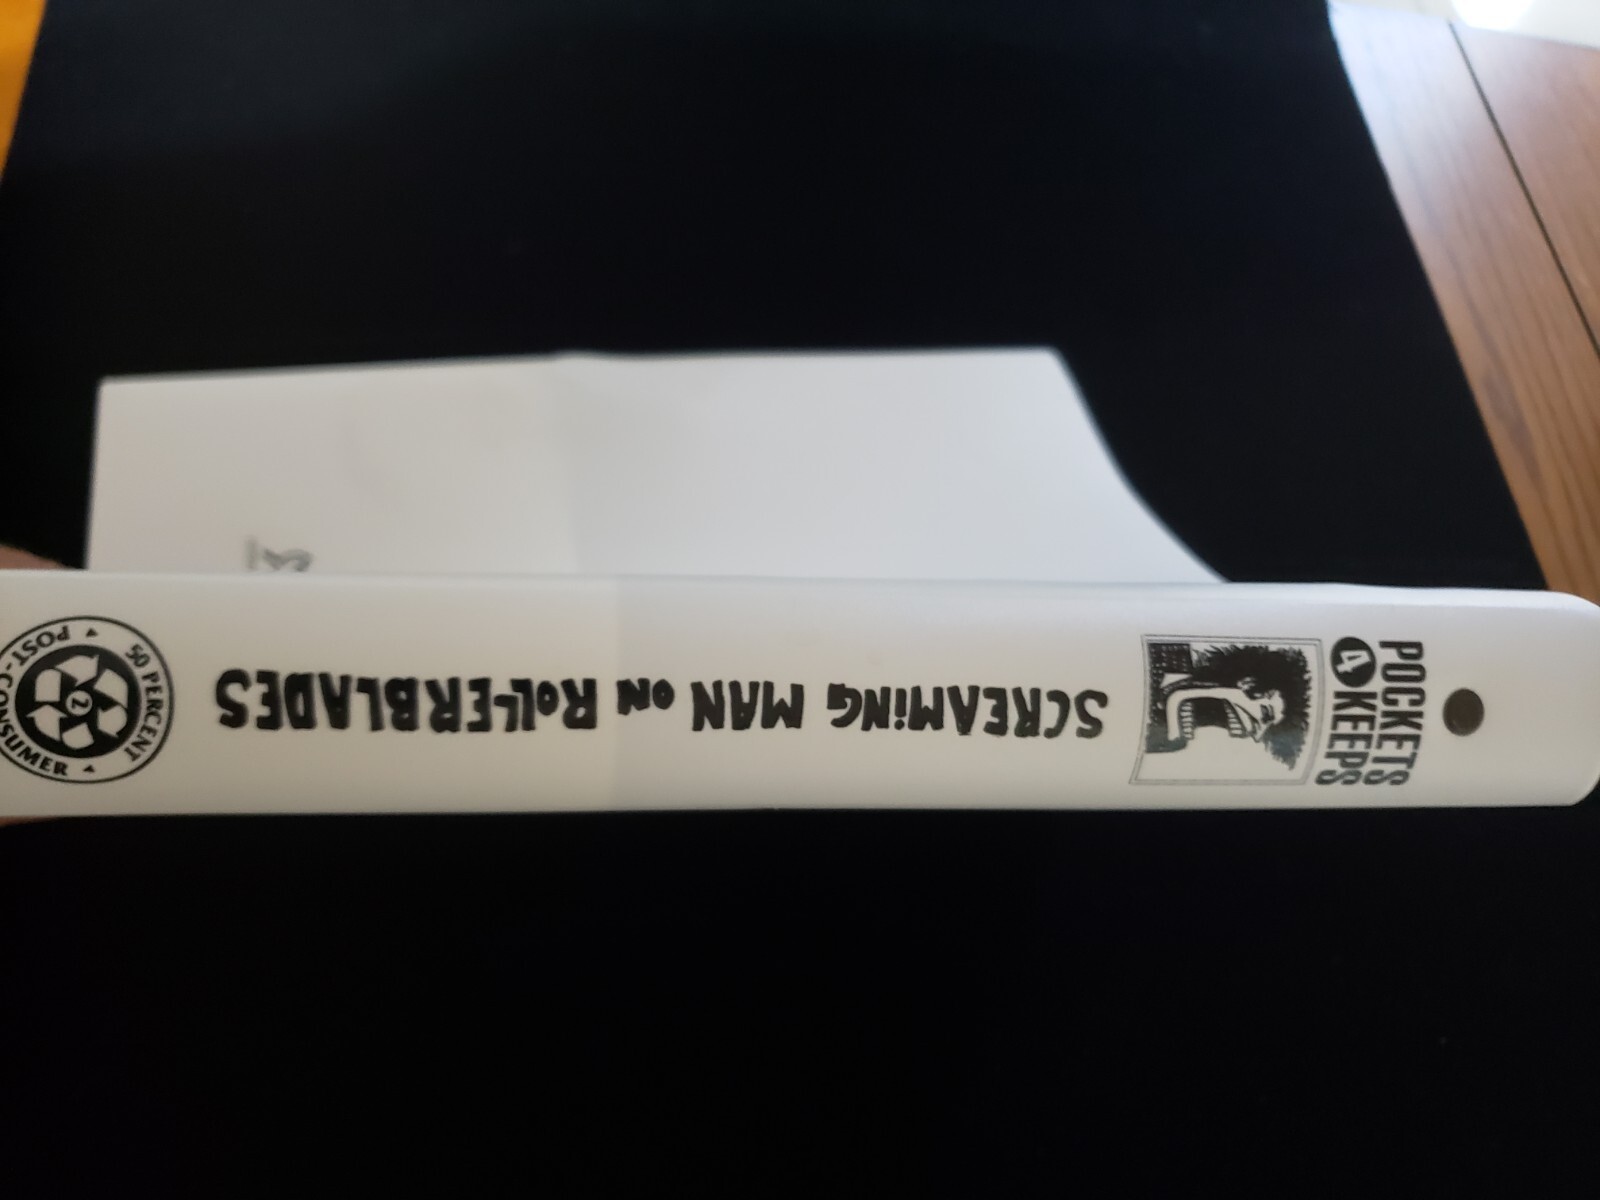 POCKETS
4 KEEPS
SCREAMiNG MAN ON ROLLERBLADES
50 PERCENT
POST-CONSUMER
2